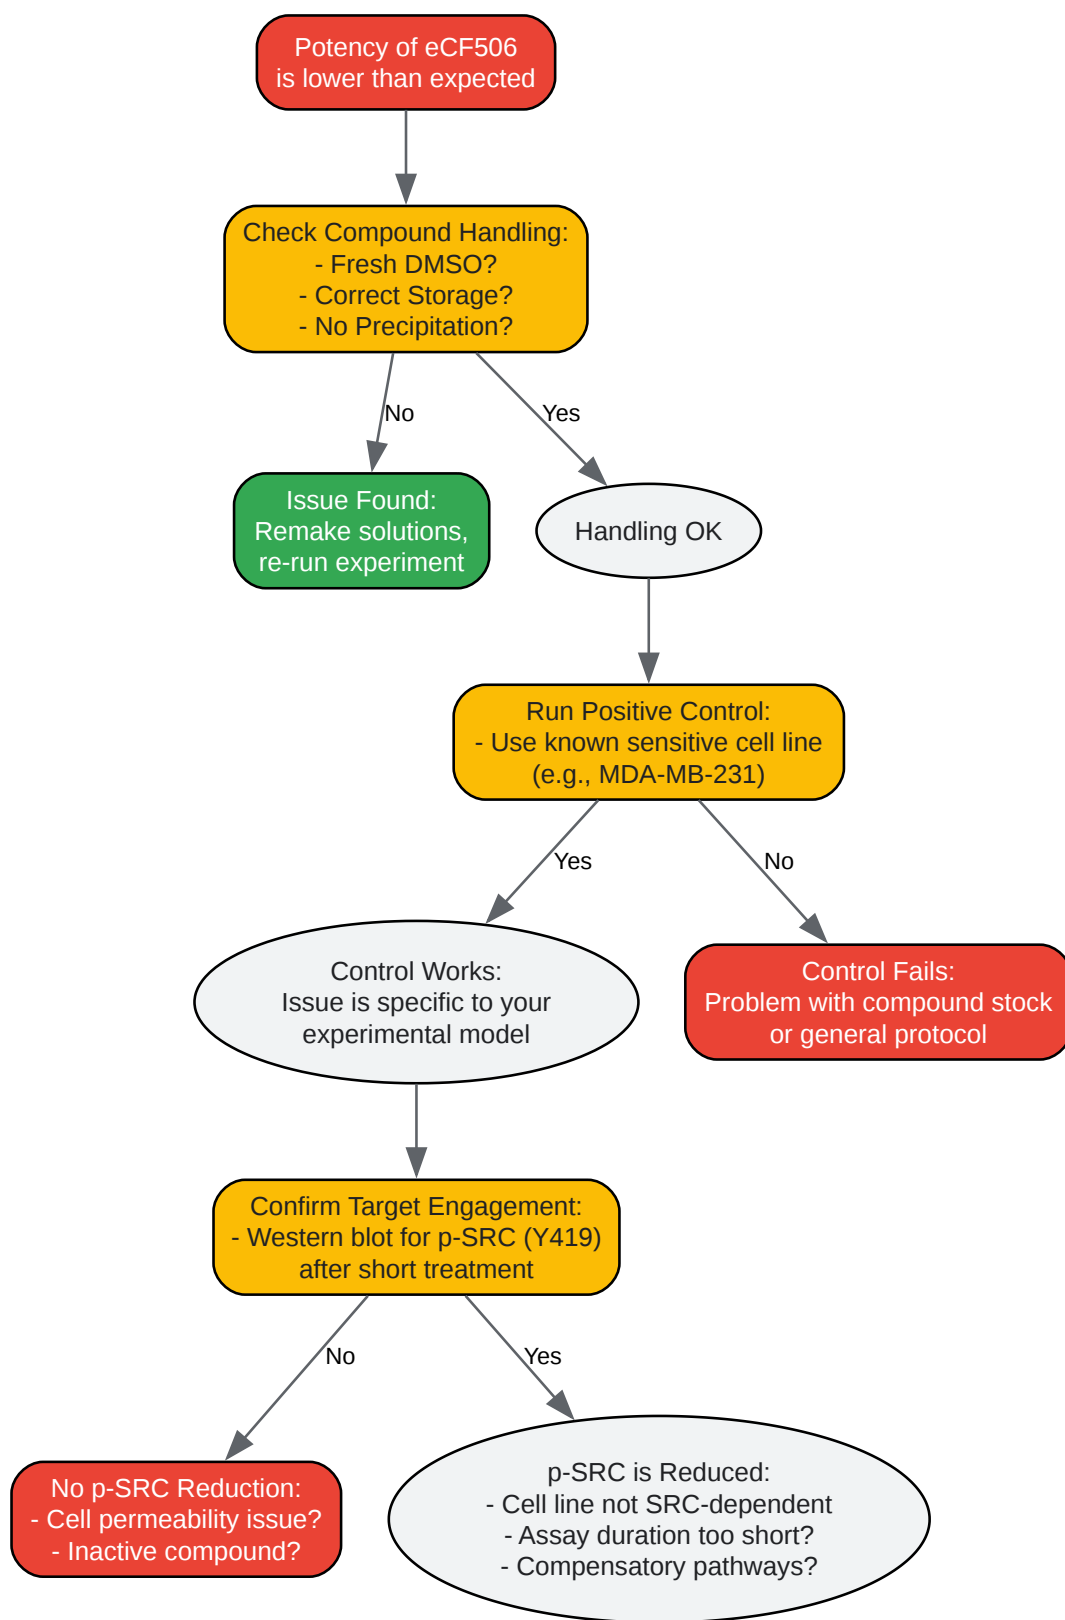 Potency of eCF506
is lower than expected
Check Compound Handling:
- Fresh DMSO?
- Correct Storage?
- No Precipitation?
No
Yes
Issue Found:
Remake solutions,
re-run experiment
Handling OK
Run Positive Control:
- Use known sensitive cell line
(e.g., MDA-MB-231)
Yes
No
Control Works:
Issue is specific to your
experimental model
Control Fails:
Problem with compound stock
or general protocol
Confirm Target Engagement:
- Western blot for p-SRC (Y419)
after short treatment
No
Yes
No p-SRC Reduction:
- Cell permeability issue?
- Inactive compound?
p-SRC is Reduced:
- Cell line not SRC-dependent
- Assay duration too short?
- Compensatory pathways?